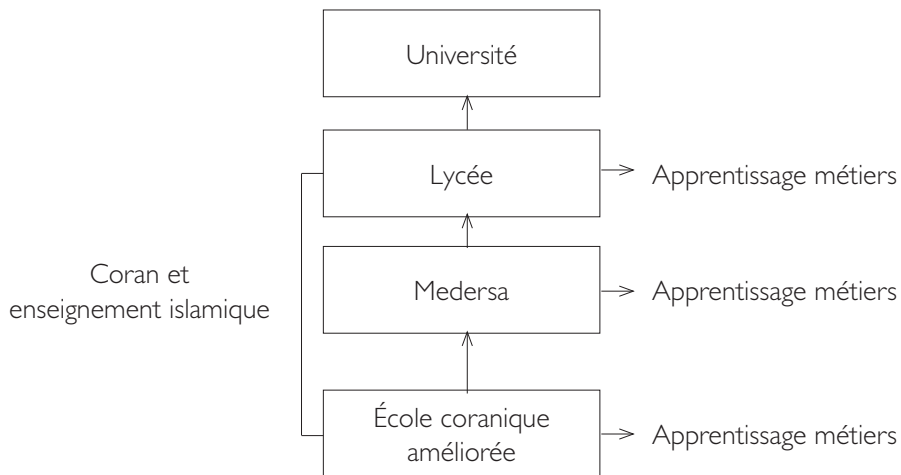 Université
Lycée
Apprentissage métiers
Coran et
enseignement islamique
Medersa
Apprentissage métiers
École coranique
améliorée
Apprentissage métiers